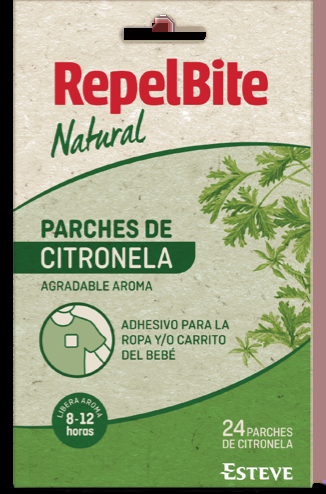 RepelBite
Natural
PARCHES DE
CITRONELA
AGRADABLE AROMA
ADHESIVO PARA LA
ROPA Y/O CARRITO
DEL BEBÉ
LIBERA AROMA
8-12
horas
24 PARCHES
DE CITRONELA
ESTEVE